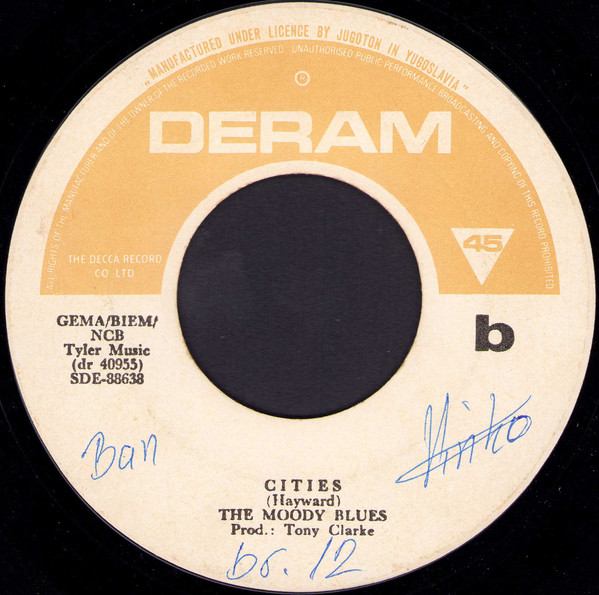 „MANUFACTURED UNDER LICENCE BY JUGOTON IN YUGOSLAVIA"
ALL RIGHTS OF THE MANUFACTURER AND OF THE OWNER OF THE RECORDED WORK RESERVED UNAUTHORISED PUBLIC PERFORMANCE BROADCASTING AND COPYING OF THIS RECORD PROHIBITED
®
DERAM
THE DECCA RECORD
CO LTD
45
GEMA/BIEM/
NCB
Tyler Music
(dr 40955)
SDE-88638
b
Ban
CITIES
(Hayward)
THE MOODY BLUES
Prod.: Tony Clarke
br. 12